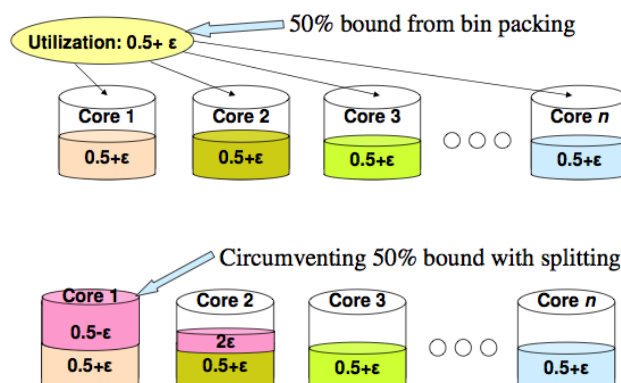 50% bound from bin packing
Utilization: 0.5+ ε
Core 1 Core 2 Core 3 Core n
0.5+ε 0.5+ε 0.5+ε 0.5+ε
Circumventing 50% bound with splitting
Core 1 Core 2 Core 3 Core n
0.5-ε 2ε
0.5+ε 0.5+ε 0.5+ε 0.5+ε